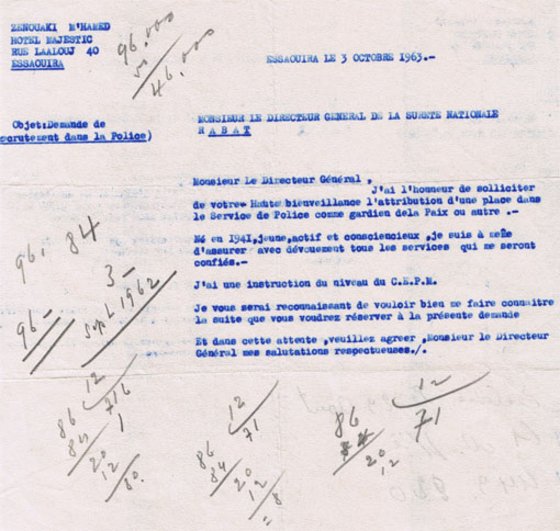 ZENOUAKI M'HAMED
HOTEL MAJESTIC
RUE LAALOUJ 40
ESSAOUIRA
96.000
50
46.000
ESSAOUIRA LE 3 OCTOBRE 1963.-
Objet:Demande de
ecrutement dans la Police)
MONSIEUR LE DIRECTEUR GENERAL DE LA SURETE NATIONALE
R A B A T
Monsieur Le Directeur Général ,
J'ai l'honneur de solliciter
de votre- Haute bienveillance l'attribution d'une place dans
le Service de Police comme gardien dela Paix ou autre .-
Né en 1941,jeune,actif et consciencieux ,je suis à même
d'assurer avec dévouement tous les services qui me seront
confiés.-
J'ai une instruction du niveau du C.E.P.M.
Je vous serai reconnaissant de vouloir bien me faire connaitre
la suite que vous voudrez réserver à la présente demande
Et dans cette attente ,veuillez agreer ,Monsieur le Directeur
Général mes salutations respectueuses./.
96. 84
3-
96-
Sept 1962
12
716
86
84
1
20
12
80.
12
71
86
84
20
12
8
12
71
86
84
20
12